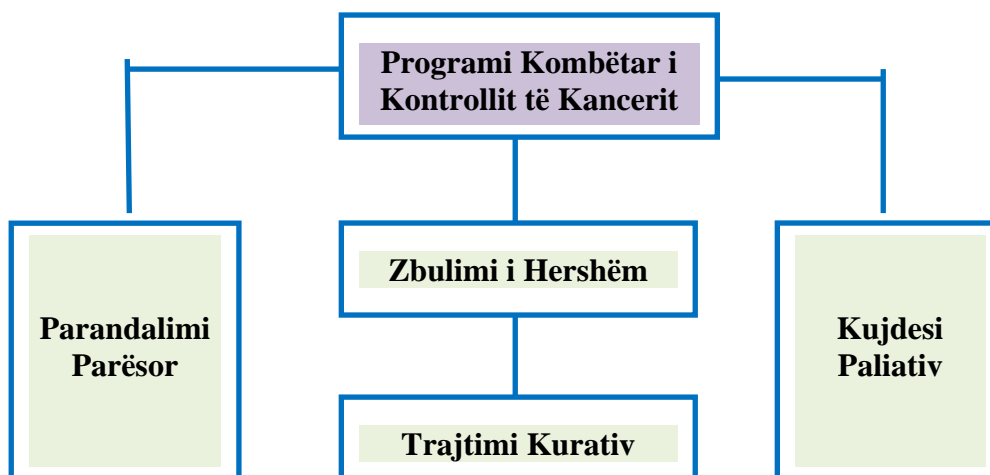 Programi Kombëtar i
Kontrollit të Kancerit
Zbulimi i Hershëm
Parandalimi
Parësor
Kujdesi
Paliativ
Trajtimi Kurativ